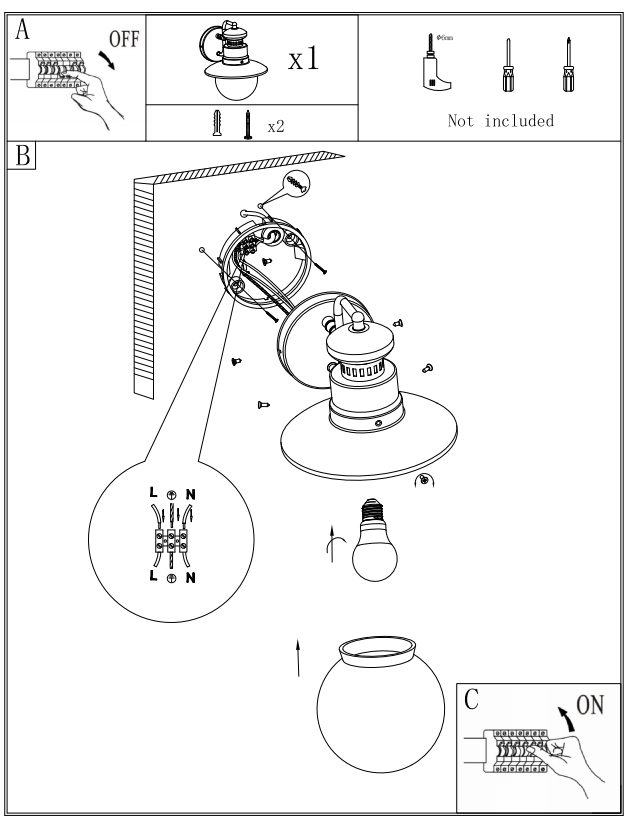 A
OFF
x1
x2
Φ6mm
Not included
B
L N
L N
C
ON